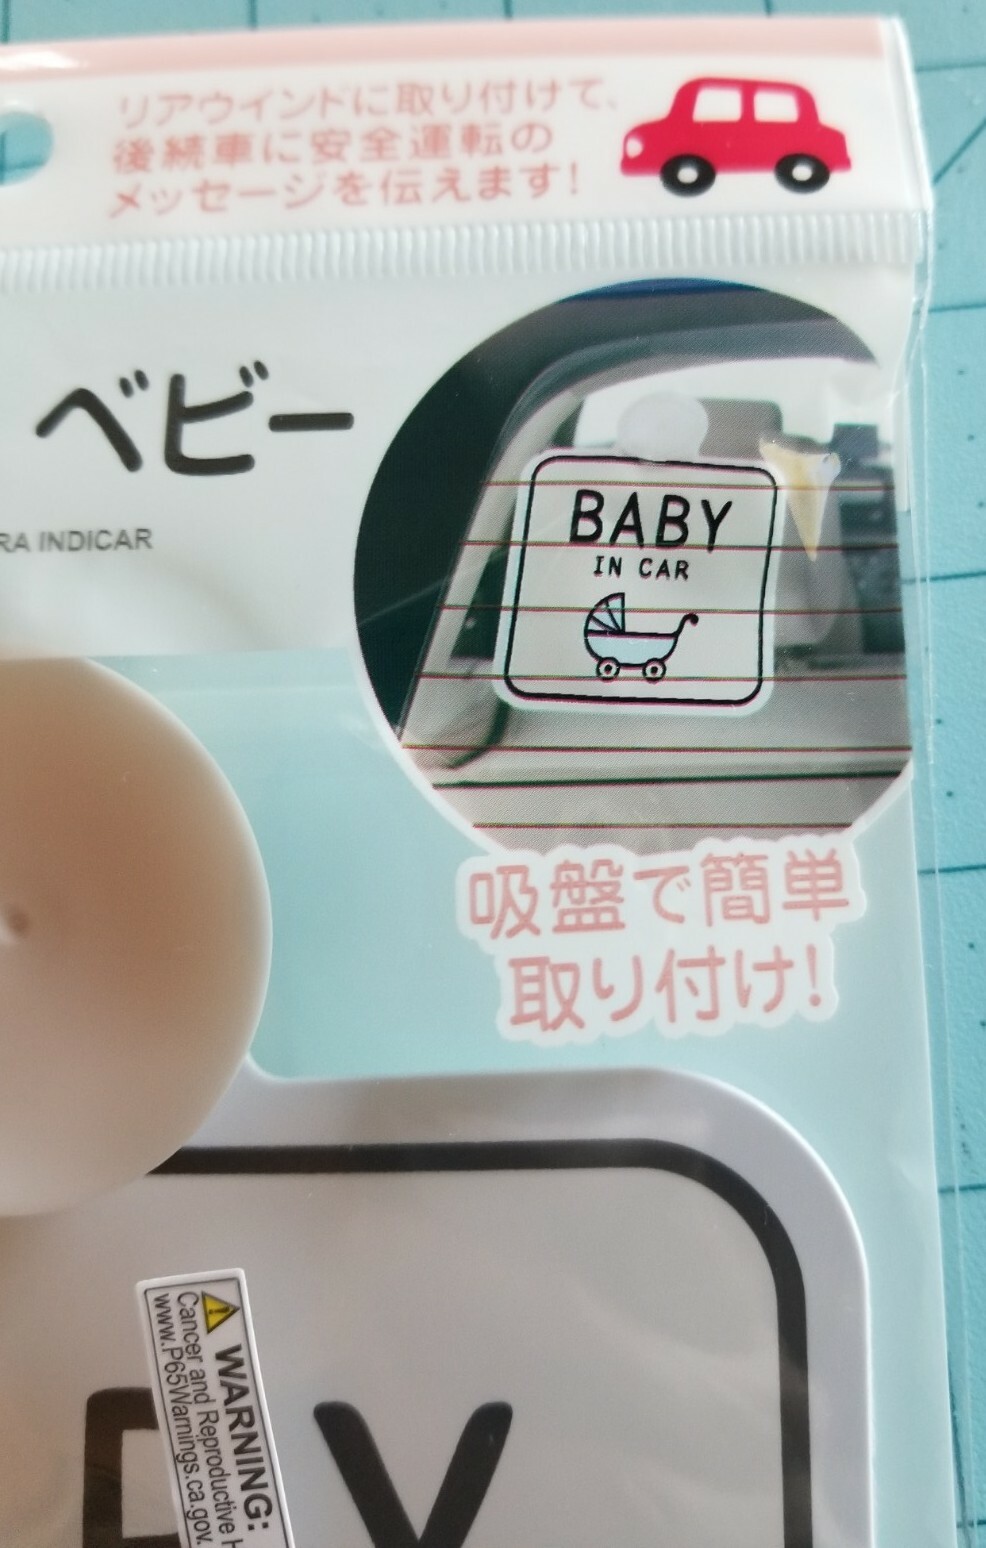 リアウインドに取り付けて、
後続車に安全運転の
メッセージを伝えます!
ベビー
RA INDICAR
BABY
IN CAR
吸盤で簡単
取り付け!
WARNING:
Cancer and Reproductive H
www.P65Warnings.ca.gov.
Y